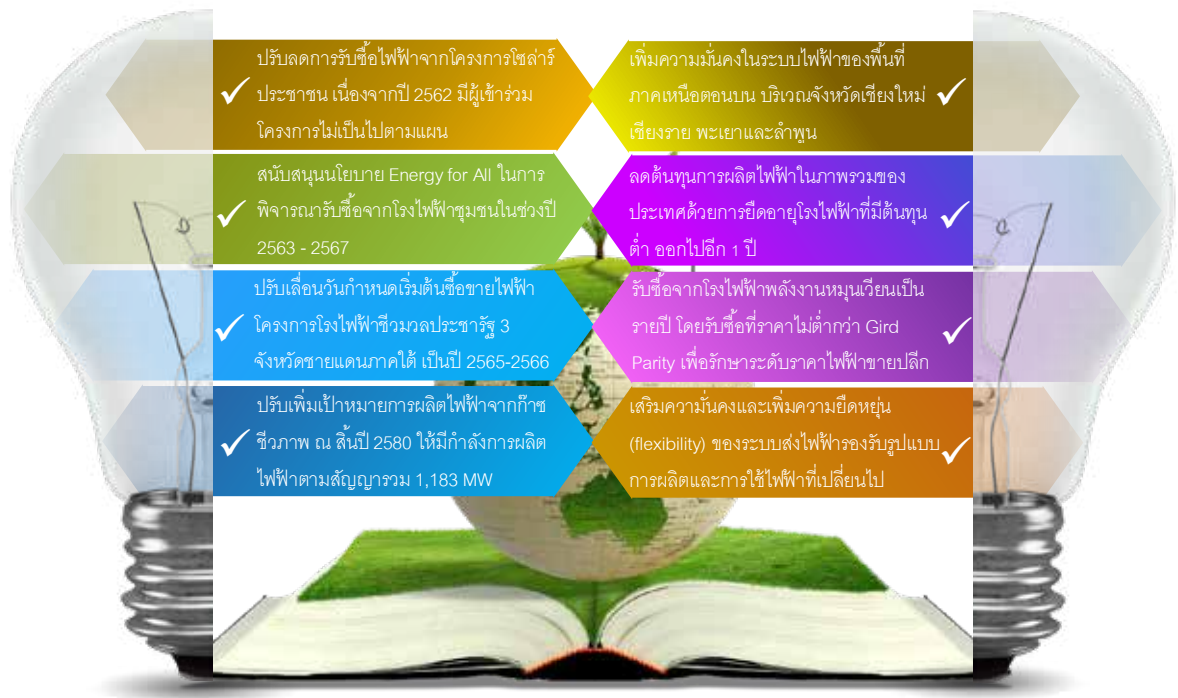 ปรับลดการรับซื้อไฟฟ้าจากโครงการโซล่าร์
ประชาชน เนื่องจากปี 2562 มีผู้เข้าร่วม
โครงการไม่เป็นไปตามแผน
สนับสนุนนโยบาย Energy for All ในการ
พิจารณารับซื้อจากโรงไฟฟ้าชุมชนในช่วงปี
2563 - 2567
ปรับเลื่อนวันกำหนดเริ่มต้นซื้อขายไฟฟ้า
โครงการโรงไฟฟ้าชีวมวลประชารัฐ 3
จังหวัดชายแดนภาคใต้ เป็นปี 2565-2566
ปรับเพิ่มเป้าหมายการผลิตไฟฟ้าจากก๊าซ
ชีวภาพ ณ สิ้นปี 2580 ให้มีกำลังการผลิต
ไฟฟ้าตามสัญญารวม 1,183 MW
เพิ่มความมั่นคงในระบบไฟฟ้าของพื้นที่
ภาคเหนือตอนบน บริเวณจังหวัดเชียงใหม่
เชียงราย พะเยาและลำพูน
ลดต้นทุนการผลิตไฟฟ้าในภาพรวมของ
ประเทศด้วยการยืดอายุโรงไฟฟ้าที่มีต้นทุน
ต่ำ ออกไปอีก 1 ปี
รับซื้อจากโรงไฟฟ้าพลังงานหมุนเวียนเป็น
รายปี โดยรับซื้อที่ราคาไม่ต่ำกว่า Gird
Parity เพื่อรักษาระดับราคาไฟฟ้าขายปลีก
เสริมความั่นคงและเพิ่มความยืดหยุ่น
(flexibility) ของระบบส่งไฟฟ้ารองรับรูปแบบ
การผลิตและการใช้ไฟฟ้าที่เปลี่ยนไป